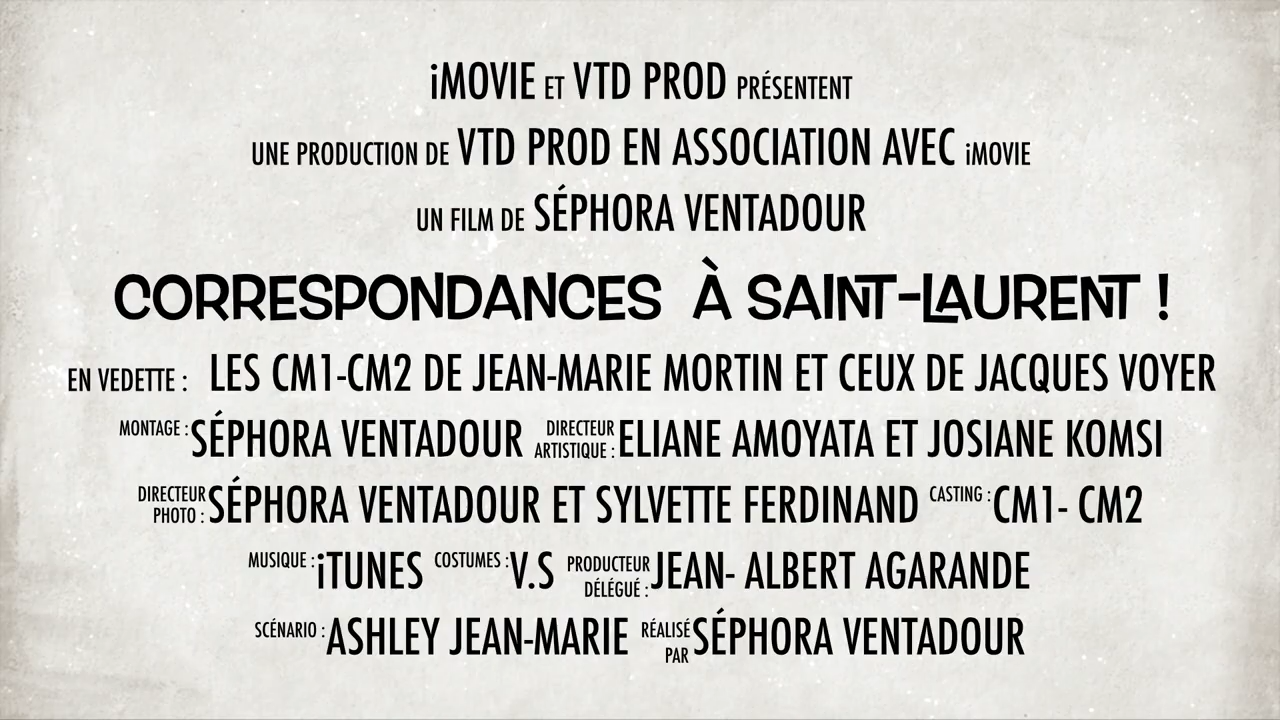 iMOVIE ET VTD PROD PRÉSENTENT
UNE PRODUCTION DE VTD PROD EN ASSOCIATION AVEC iMOVIE
UN FILM DE SÉPHORA VENTADOUR
CORRESPONDANCES À SAINT-LAURENT !
EN VEDETTE : LES CM1-CM2 DE JEAN-MARIE MORTIN ET CEUX DE JACQUES VOYER
MONTAGE : SÉPHORA VENTADOUR DIRECTEUR ARTISTIQUE : ELIANE AMOYATA ET JOSIANE KOMSI
DIRECTEUR PHOTO : SÉPHORA VENTADOUR ET SYLVETTE FERDINAND CASTING : CM1- CM2
MUSIQUE : iTUNES COSTUMES : V.S PRODUCTEUR DÉLÉGUÉ : JEAN- ALBERT AGARANDE
SCÉNARIO : ASHLEY JEAN-MARIE RÉALISÉ PAR SÉPHORA VENTADOUR